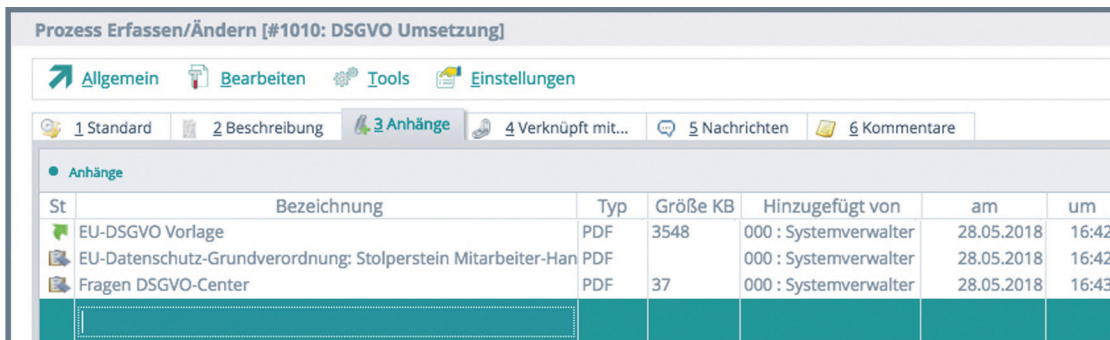 Prozess Erfassen/Ändern [#1010: DSGVO Umsetzung]
Allgemein Bearbeiten Tools Einstellungen
1 Standard 2 Beschreibung 3 Anhänge 4 Verknüpft mit... 5 Nachrichten 6 Kommentare
Anhänge
St Bezeichnung Typ Größe KB Hinzugefügt von am um
EU-DSGVO Vorlage PDF 3548 000 : Systemverwalter 28.05.2018 16:42
EU-Datenschutz-Grundverordnung: Stolperstein Mitarbeiter-Han PDF 000 : Systemverwalter 28.05.2018 16:42
Fragen DSGVO-Center PDF 37 000 : Systemverwalter 28.05.2018 16:43